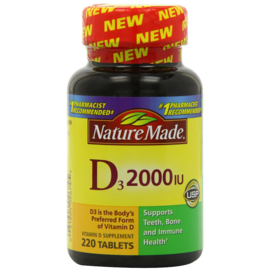 NEW NEW NEW
#1 PHARMACIST RECOMMENDED
#1 PHARMACIST RECOMMENDED
Nature Made
D3 2000 IU
USP
D3 is the Body's
Preferred Form
of Vitamin D
VITAMIN D SUPPLEMENT
220 TABLETS
Supports
Teeth, Bone
and Immune
Health†